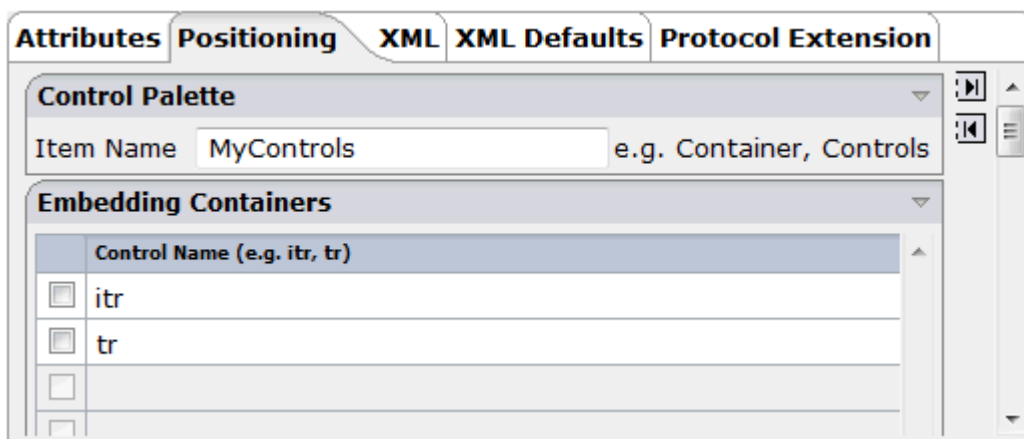 Attributes Positioning XML XML Defaults Protocol Extension
Control Palette
Item Name MyControls e.g. Container, Controls
Embedding Containers
Control Name (e.g. itr, tr)
itr
tr